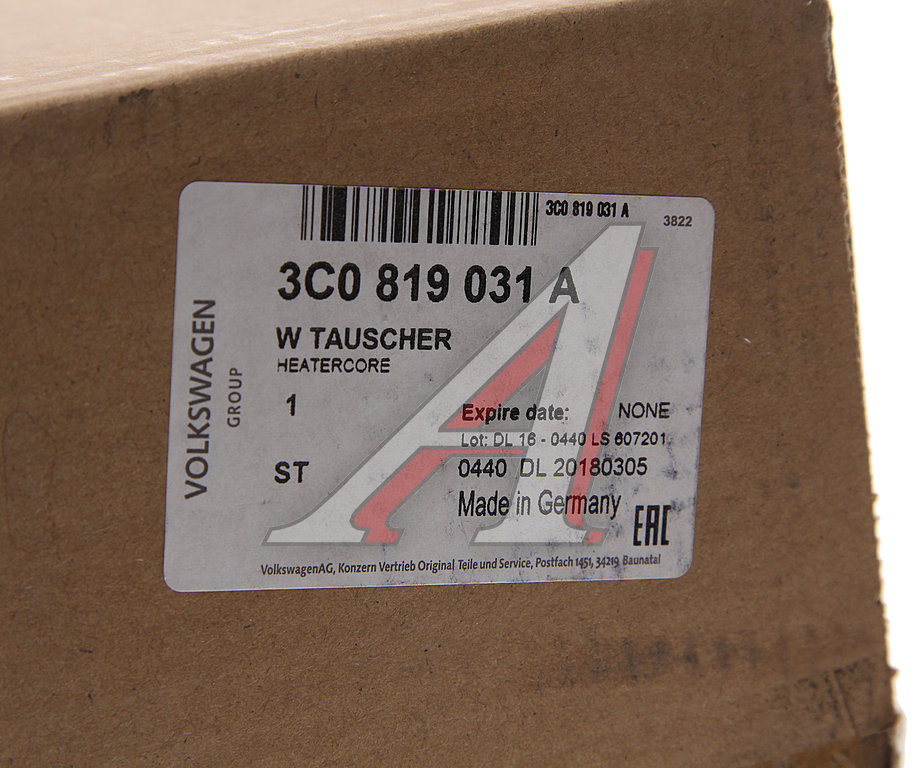 3C0 819 031 A
3822
3C0 819 031 A
W TAUSCHER
HEATERCORE
1
Expire date: NONE
Lot: DL 16 - 0440 LS 607201
ST
0440 DL 20180305
Made in Germany
EAC
VolkswagenAG, Konzern Vertrieb Original Teile und Service, Postfach 1451, 34219 Baunatal
VOLKSWAGEN
GROUP